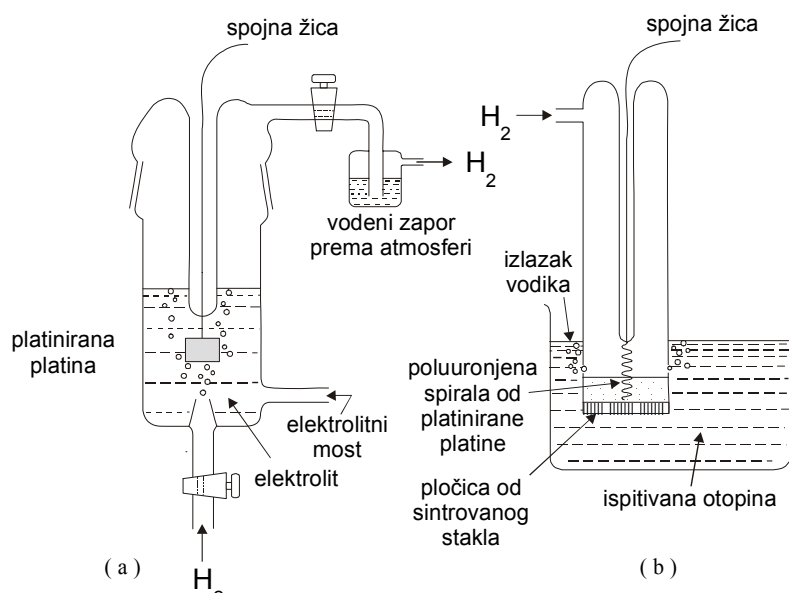 spojna žica
H2
vodeni zapor
prema atmosferi
platinirana
platina
elektrolitni
most
elektrolit
( a )
H2
spojna žica
H2
izlazak
vodika
poluuronjena
spirala od
platinirane
platine
pločica od
sintrovanog
stakla
ispitivana otopina
( b )